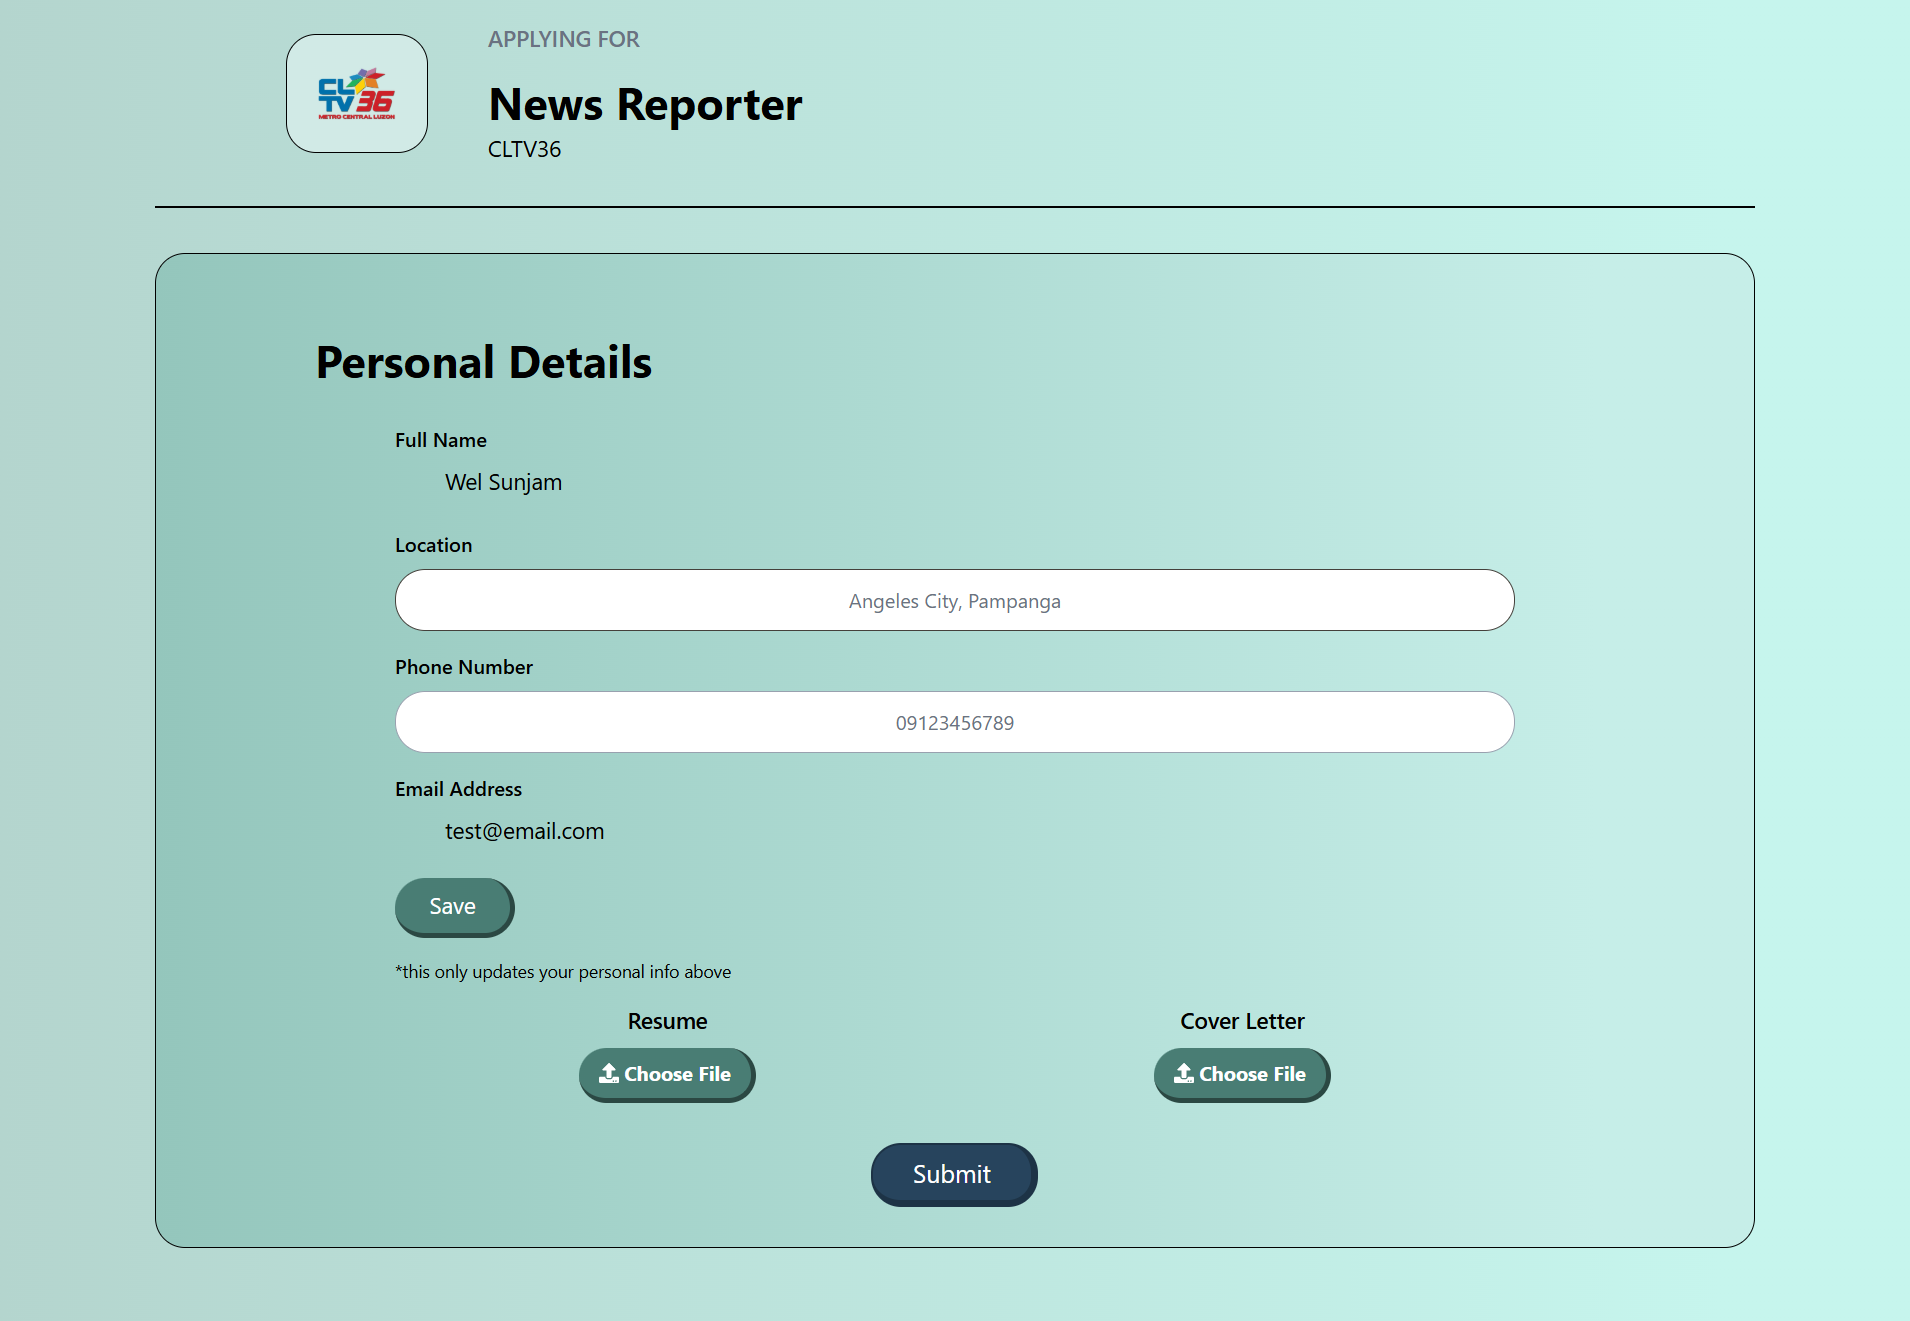 CL
TV36
METRO CENTRAL LUZON
APPLYING FOR
News Reporter
CLTV36
Personal Details
Full Name
Wel Sunjam
Location
Angeles City, Pampanga
Phone Number
09123456789
Email Address
test@email.com
Save
*this only updates your personal info above
Resume
Cover Letter
Choose File
Choose File
Submit